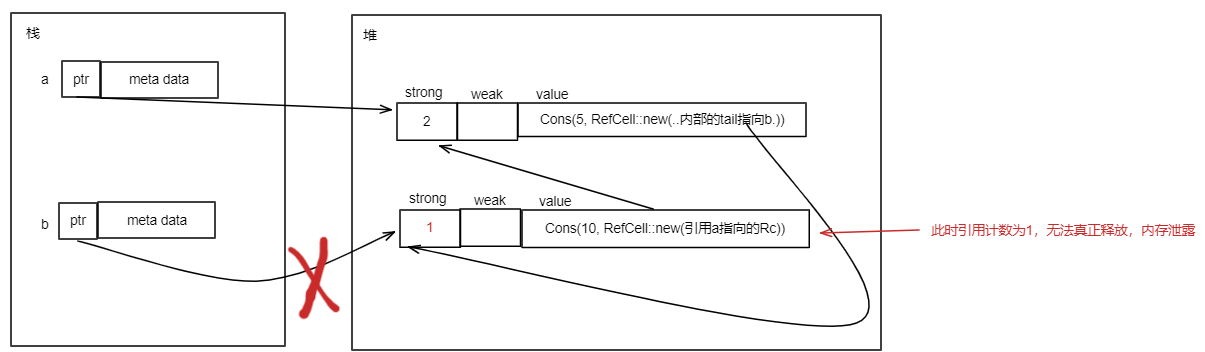 栈
堆
a
ptr
meta data
strong
weak
value
2
Cons(5, RefCell::new(..内部的tail指向b.))
b
ptr
meta data
strong
weak
value
1
Cons(10, RefCell::new(引用a指向的Rc))
此时引用计数为1，无法真正释放，内存泄露